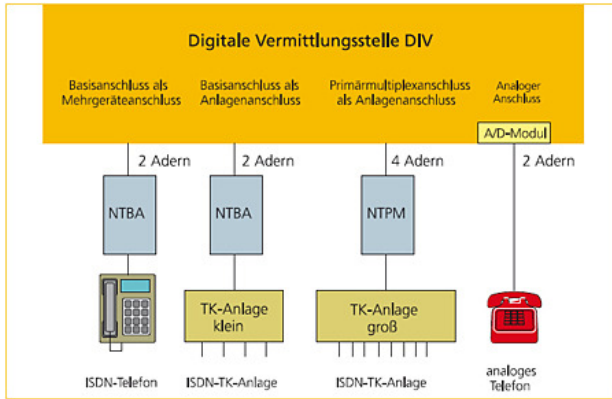 Digitale Vermittlungsstelle DIV
Basisanschluss als
Mehrgeräteanschluss
Basisanschluss als
Anlagenanschluss
Primärmultiplexanschluss
als Anlagenanschluss
Analoger
Anschluss
A/D-Modul
2 Adern
2 Adern
4 Adern
2 Adern
NTBA
NTBA
NTPM
TK-Anlage
klein
TK-Anlage
groß
ISDN-Telefon
ISDN-TK-Anlage
ISDN-TK-Anlage
analoges
Telefon